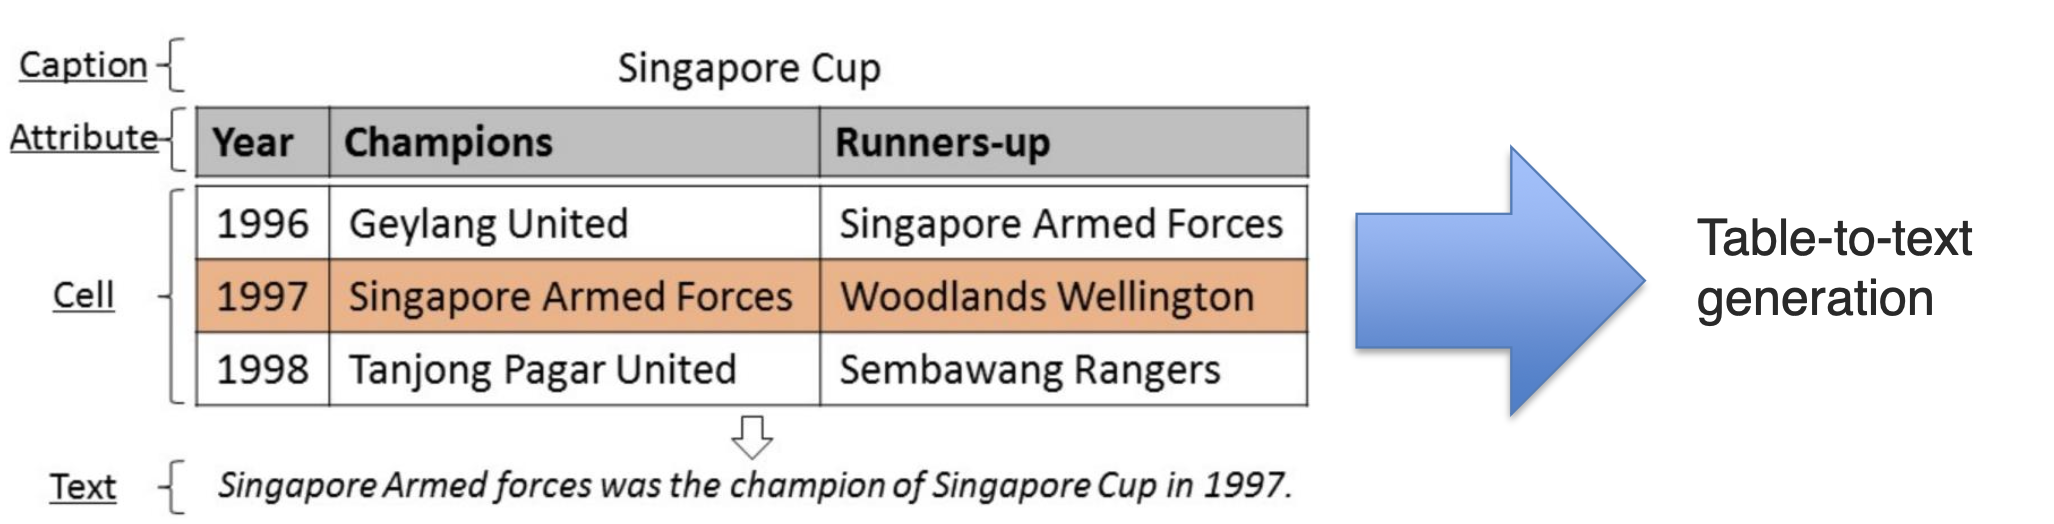 Caption Singapore Cup
Attribute Year Champions Runners-up
1996 Geylang United Singapore Armed Forces
Cell 1997 Singapore Armed Forces Woodlands Wellington
1998 Tanjong Pagar United Sembawang Rangers
Text Singapore Armed forces was the champion of Singapore Cup in 1997.
Table-to-text
generation